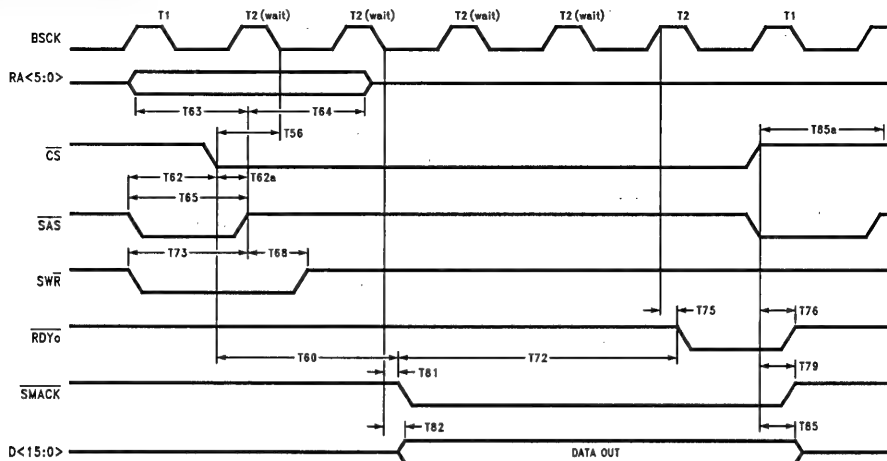 T1 T2 (wait) T2 (wait) T2 (wait) T2 (wait) T2 T1
BSCK
RA<5:0>
T63 T64
T56
T85a
CS
T62 T62a
T65
SAS
T73 T68
SWR
T75 T76
RDYo
T60 T72
T81 T79
SMACK
T82 T85
D<15:0> DATA OUT